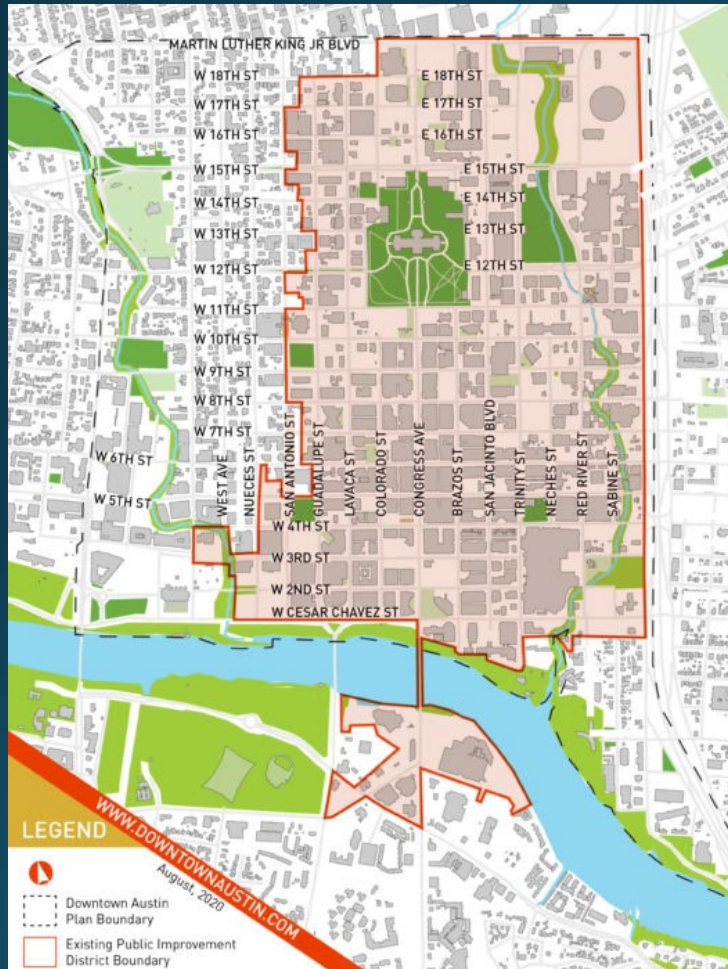 MARTIN LUTHER KING JR BLVD
W 18TH ST
E 18TH ST
W 17TH ST
E 17TH ST
W 16TH ST
E 16TH ST
W 15TH ST
E 15TH ST
W 14TH ST
E 14TH ST
W 13TH ST
E 13TH ST
W 12TH ST
E 12TH ST
W 11TH ST
W 10TH ST
W 9TH ST
W 8TH ST
W 7TH ST
W 6TH ST
W 5TH ST
WEST AVE
NUECES ST
SAN ANTONIO ST
GUADALUPE ST
LAVACA ST
COLORADO ST
CONGRESS AVE
BRAZOS ST
SAN JACINTO BLVD
TRINITY ST
NECHES ST
RED RIVER ST
SABINE ST
W 4TH ST
W 3RD ST
W 2ND ST
W CESAR CHAVEZ ST
WWW.DOWNTOWNAUSTIN.COM
August, 2020
LEGEND
Downtown Austin
Plan Boundary
Existing Public Improvement
District Boundary